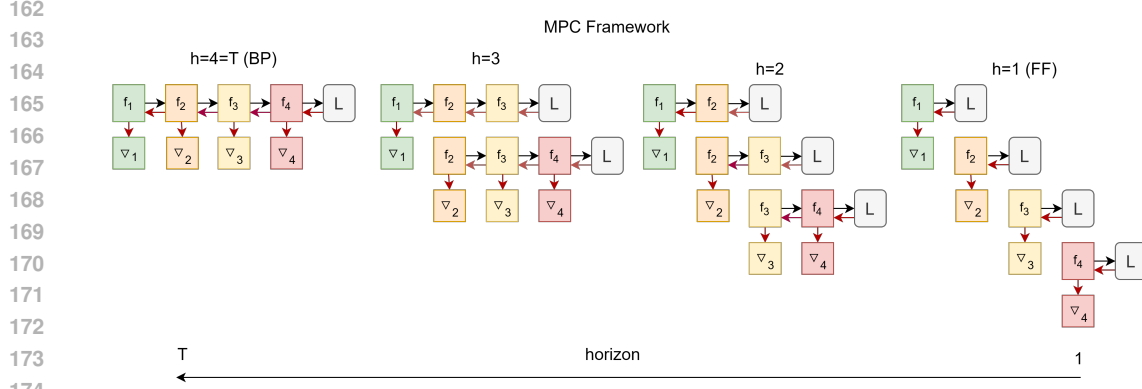 162
163 MPC Framework
164 h=4=T (BP) h=3 h=2 h=1 (FF)
165 f1 f2 f3 f4 L f1 f2 f3 L f1 f2 L f1 L
166 ▽1 ▽2 ▽3 ▽4 ▽1 ▽1 ▽1
167 f2 f3 f4 L f2 f3 L f2 L
168 ▽2 ▽3 ▽4 ▽2 ▽2
169 f3 f4 L f3 L
170 ▽3 ▽4 ▽3
171 f4 L
172 ▽4
173 T horizon 1
174